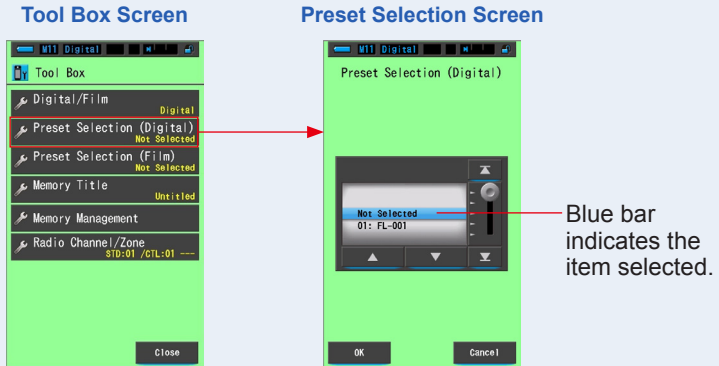 Tool Box Screen
M11 Digital
Tool Box
Digital/Film
Digital
Preset Selection (Digital)
Not Selected
Preset Selection (Film)
Not Selected
Memory Title
Untitled
Memory Management
Radio Channel/Zone
STD:01 /CTL:01 ---
Close
Preset Selection Screen
M11 Digital
Preset Selection (Digital)
Not Selected
01: FL-001
OK
Cancel
Blue bar
indicates the
item selected.